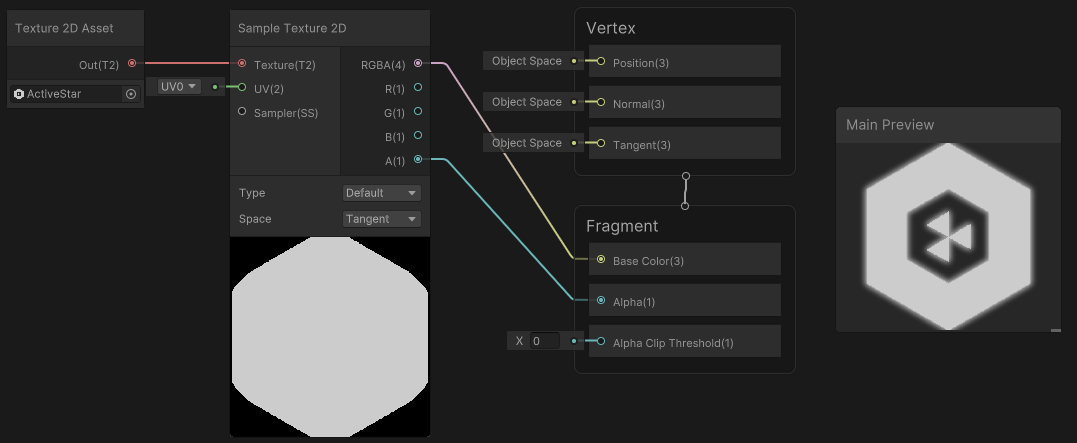 Texture 2D Asset
Out(T2)
ActiveStar
UV0
Sample Texture 2D
Texture(T2)
RGBA(4)
UV(2)
R(1)
Sampler(SS)
G(1)
B(1)
A(1)
Type
Default
Space
Tangent
Vertex
Object Space
Position(3)
Object Space
Normal(3)
Object Space
Tangent(3)
Fragment
Base Color(3)
Alpha(1)
X
0
Alpha Clip Threshold(1)
Main Preview